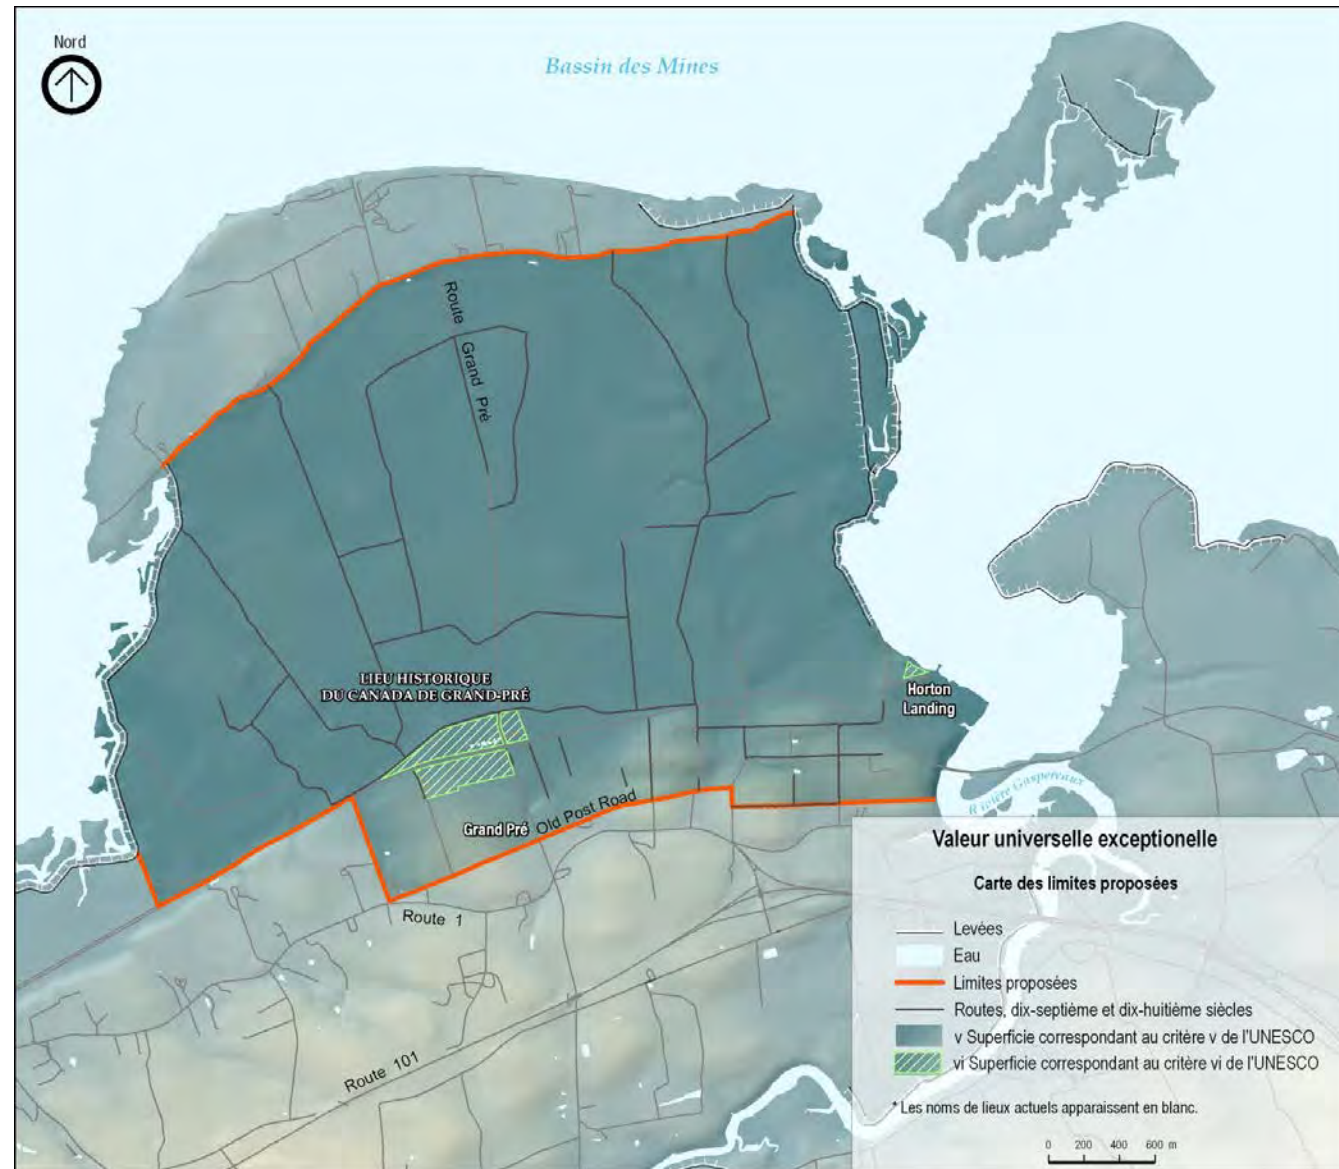 Nord
Bassin des Mines
Route Grand Pré
LIEU HISTORIQUE
DU CANADA DE GRAND-PRÉ
Horton
Landing
Rivière Gaspereaux
Grand Pré
Old Post Road
Route 1
Route 101
Valeur universelle exceptionelle
Carte des limites proposées
Levées
Eau
Limites proposées
Routes, dix-septième et dix-huitième siècles
v Superficie correspondant au critère v de l'UNESCO
vi Superficie correspondant au critère vi de l'UNESCO
* Les noms de lieux actuels apparaissent en blanc.
0 200 400 600 m